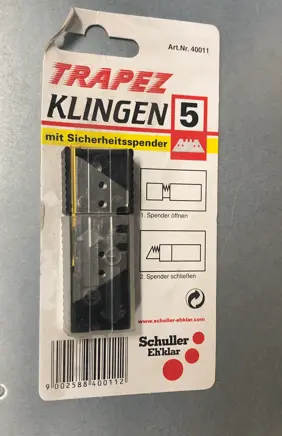 Art.Nr. 40011
TRAPEZ
KLINGEN 5
mit Sicherheitsspender
1. Spender öffnen
2. Spender schließen
www.schuller-ehklar.com
Schuller
Eh'klar
9 002588 400112